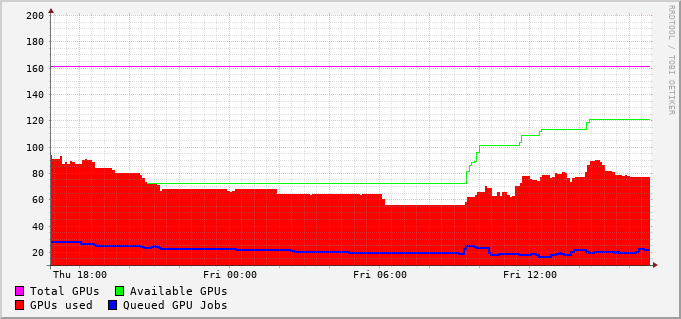 RRDTOOL / TOBI OETIKER
200
180
160
140
120
100
80
60
40
20
Thu 18:00 Fri 00:00 Fri 06:00 Fri 12:00
Total GPUs Available GPUs
GPUs used Queued GPU Jobs